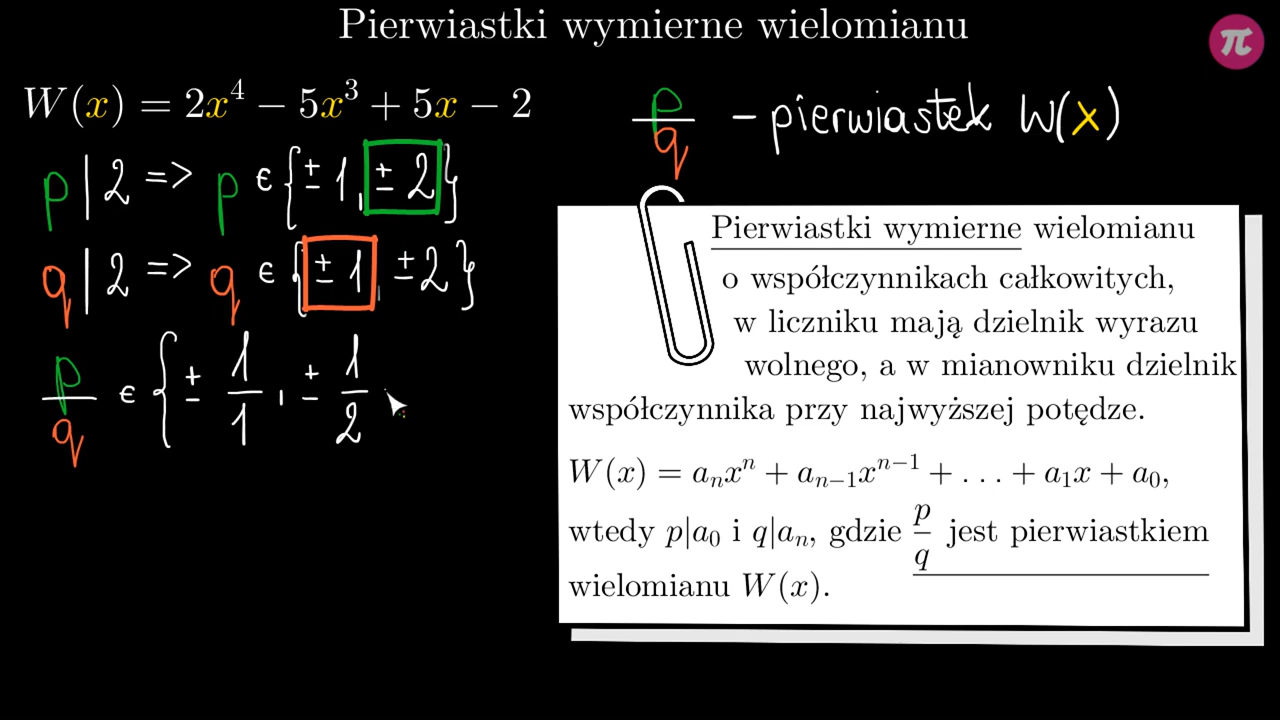 Pierwiastki wymierne wielomianu
π
W(x) = 2x⁴ − 5x³ + 5x − 2
p | 2 => p ϵ {± 1, ± 2}
q | 2 => q ϵ {± 1, ± 2}
p/q ϵ { ± 1/1, ± 1/2,
p/q - pierwiastek W(x)
Pierwiastki wymierne wielomianu
o współczynnikach całkowitych,
w liczniku mają dzielnik wyrazu
wolnego, a w mianowniku dzielnik
współczynnika przy najwyższej potędze.
W(x) = aₙxⁿ + aₙ₋₁xⁿ⁻¹ + . . . + a₁x + a₀,
wtedy p|a₀ i q|aₙ, gdzie p/q jest pierwiastkiem
wielomianu W(x).